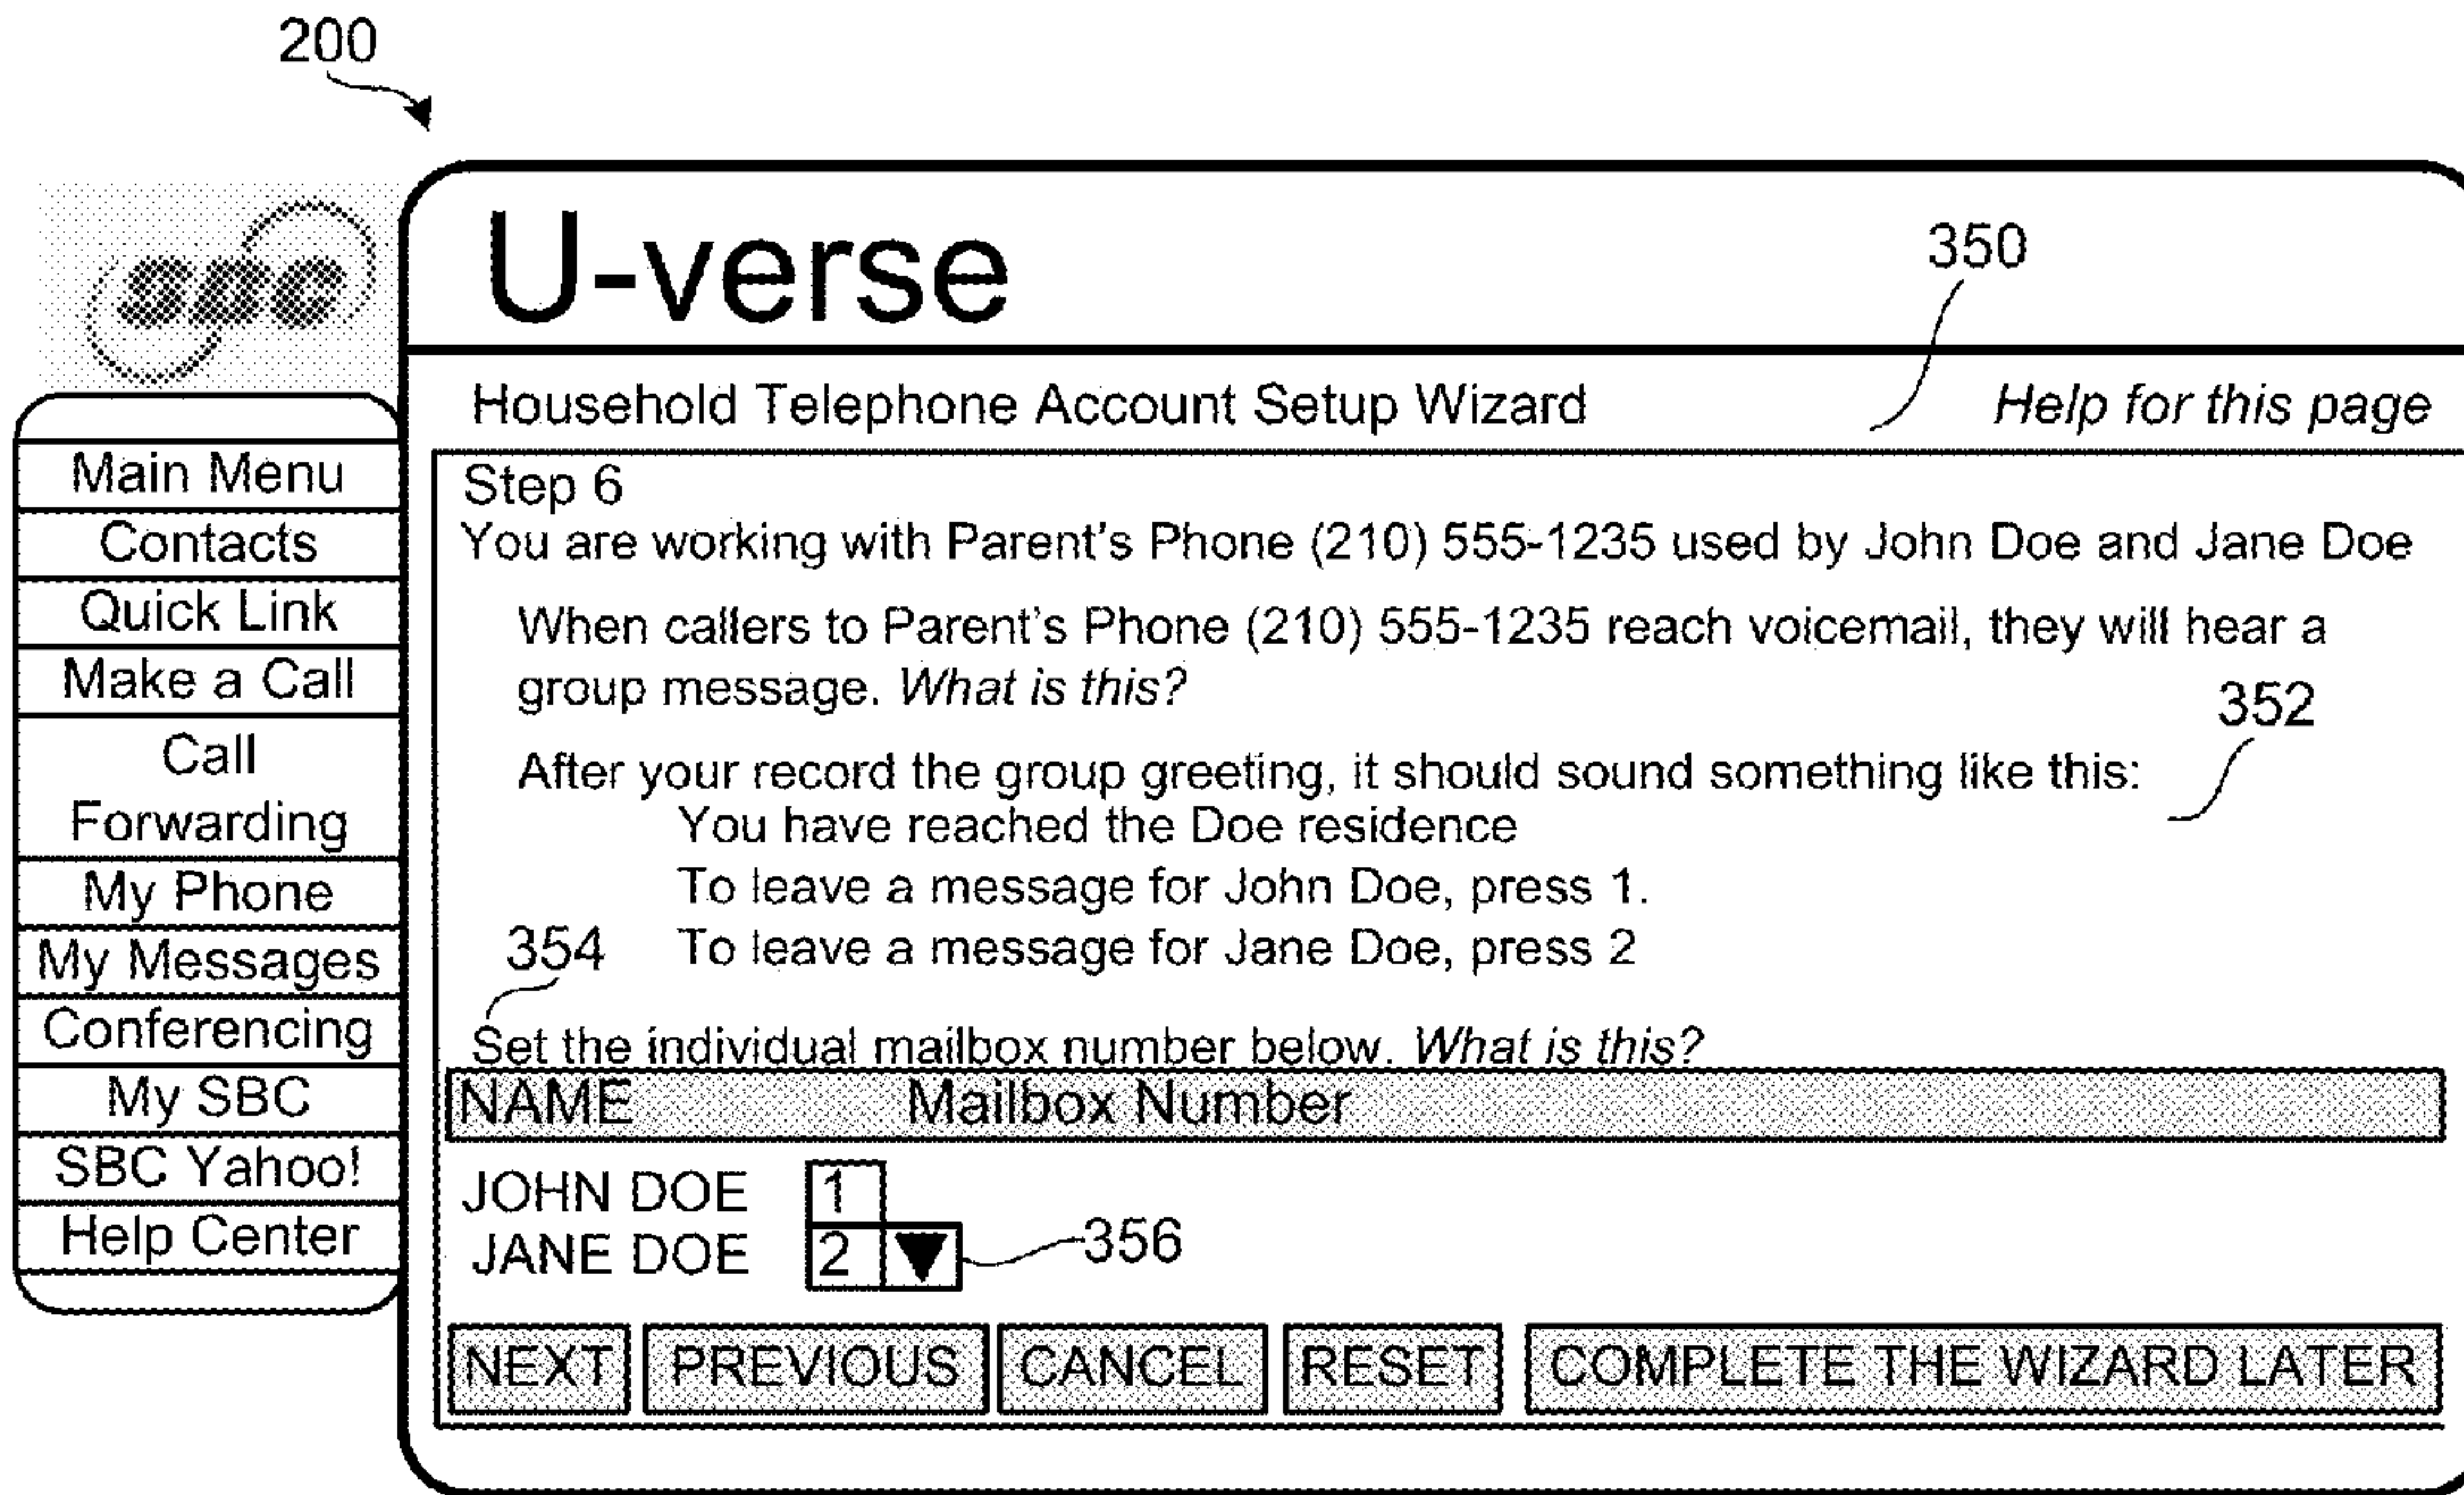 200
SBC
U-verse
350
Household Telephone Account Setup Wizard
Help for this page
Main Menu
Contacts
Quick Link
Make a Call
Call
Forwarding
My Phone
My Messages
Conferencing
My SBC
SBC Yahoo!
Help Center
Step 6
You are working with Parent's Phone (210) 555-1235 used by John Doe and Jane Doe
When callers to Parent's Phone (210) 555-1235 reach voicemail, they will hear a
group message. What is this?
352
After your record the group greeting, it should sound something like this:
You have reached the Doe residence
To leave a message for John Doe, press 1.
354
To leave a message for Jane Doe, press 2
Set the individual mailbox number below. What is this?
NAME Mailbox Number
JOHN DOE 1
JANE DOE 2
356
NEXT PREVIOUS CANCEL RESET COMPLETE THE WIZARD LATER